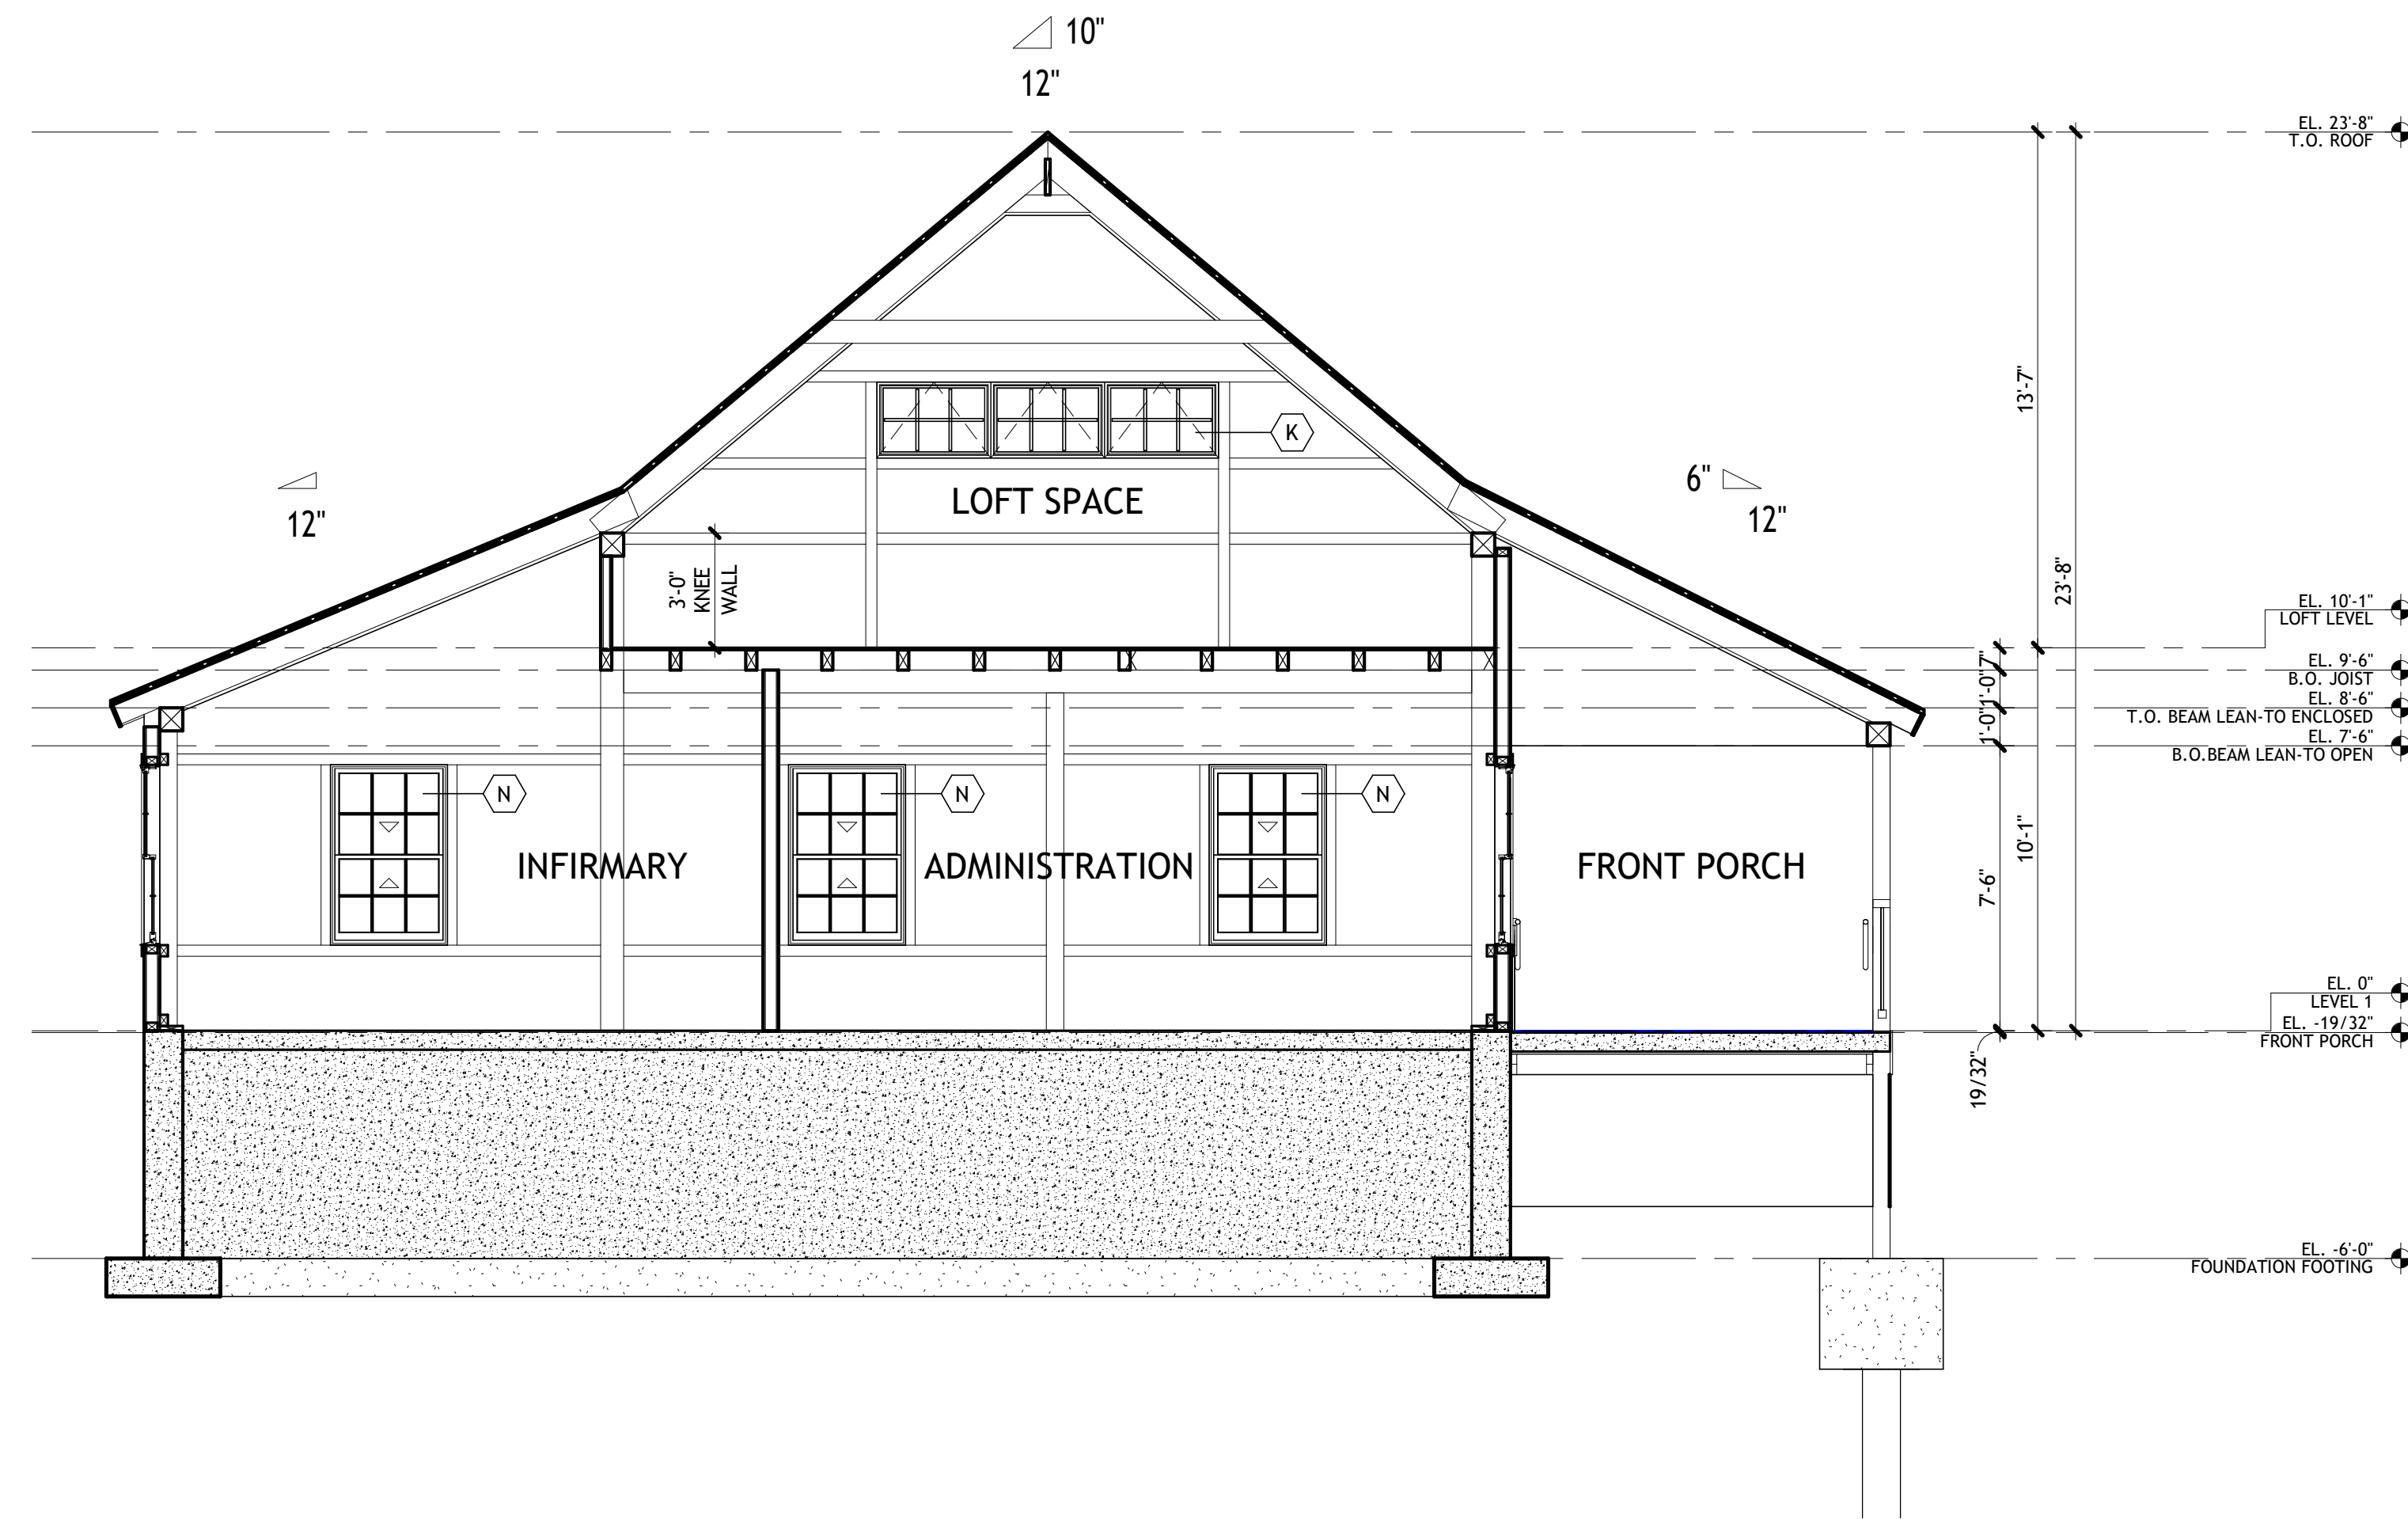 10"
12"
EL. 23'-8"
T.O. ROOF
13'-7"
K
LOFT SPACE
12"
6"
12"
3'-0"
KNEE
WALL
23'-8"
EL. 10'-1"
LOFT LEVEL
7"
EL. 9'-6"
B.O. JOIST
1'-0"
EL. 8'-6"
T.O. BEAM LEAN-TO ENCLOSED
1'-0"
EL. 7'-6"
B.O.BEAM LEAN-TO OPEN
N
N
N
INFIRMARY
ADMINISTRATION
FRONT PORCH
10'-1"
7'-6"
EL. 0"
LEVEL 1
EL. -19/32"
FRONT PORCH
19/32"
EL. -6'-0"
FOUNDATION FOOTING